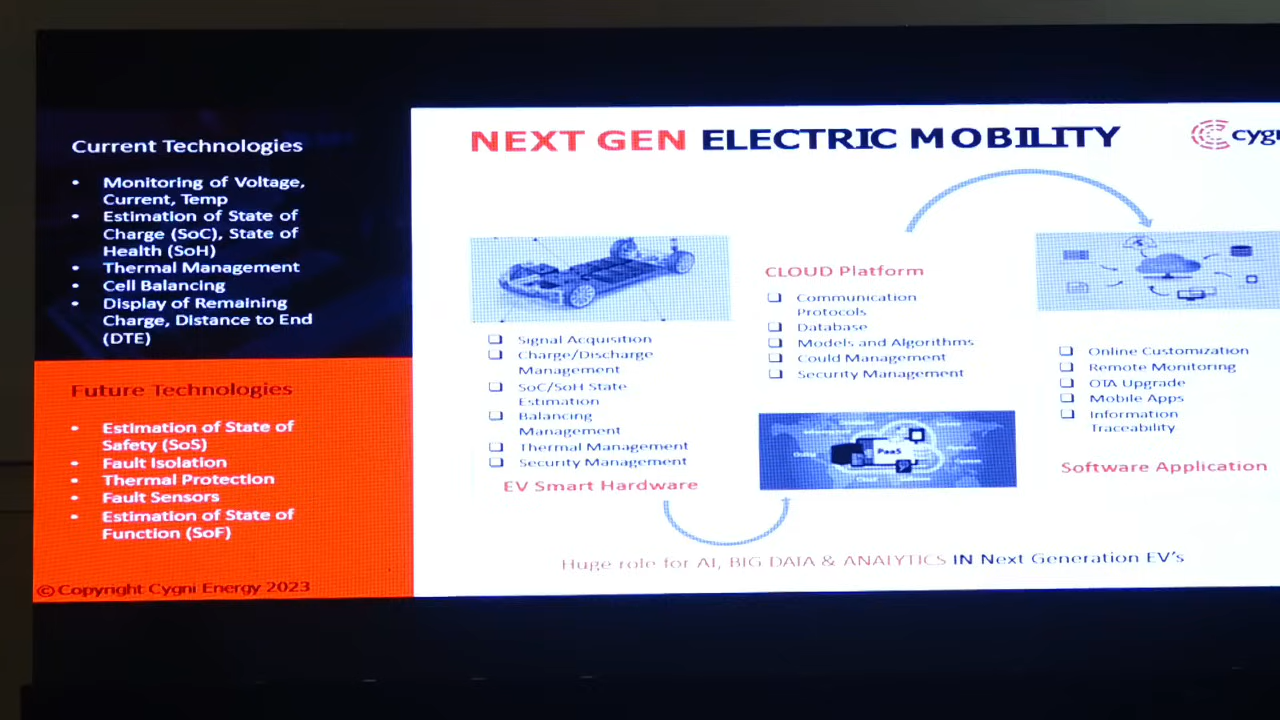 Current Technologies
• Monitoring of Voltage,
Current, Temp
• Estimation of State of
Charge (SoC), State of
Health (SoH)
• Thermal Management
• Cell Balancing
• Display of Remaining
Charge, Distance to End
(DTE)
Future Technologies
• Estimation of State of
Safety (SoS)
• Fault Isolation
• Thermal Protection
• Fault Sensors
• Estimation of State of
Function (SoF)
© Copyright Cygni Energy 2023
NEXT GEN ELECTRIC MOBILITY
❑ Signal Acquisition
❑ Charge/Discharge
Management
❑ SoC/SoH State
Estimation
❑ Balancing
Management
❑ Thermal Management
❑ Security Management
EV Smart Hardware
CLOUD Platform
❑ Communication
Protocols
❑ Database
❑ Models and Algorithms
❑ Could Management
❑ Security Management
PaaS
❑ Online Customization
❑ Remote Monitoring
❑ OTA Upgrade
❑ Mobile Apps
❑ Information
Traceability
Software Application
Huge role for AI, BIG DATA & ANALYTICS IN Next Generation EV's